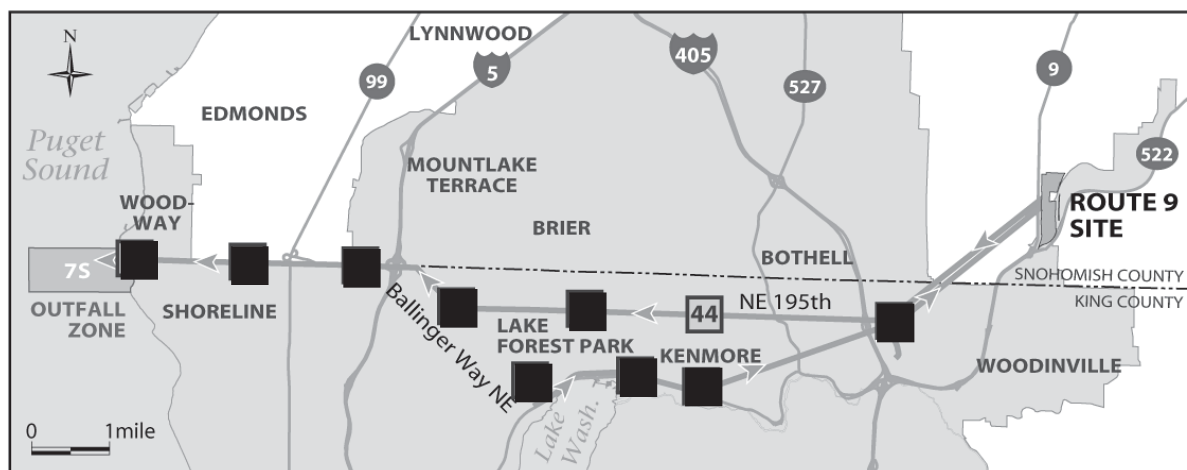 N
LYNNWOOD
5
405
527
9
522
99
EDMONDS
Puget
Sound
MOUNTLAKE
TERRACE
WOOD-
WAY
BRIER
ROUTE 9
SITE
BOTHELL
7S
SNOHOMISH COUNTY
KING COUNTY
OUTFALL
ZONE
SHORELINE
Ballinger Way NE
44
NE 195th
LAKE
FOREST PARK
KENMORE
WOODINVILLE
Lake
Wash.
0 1mile